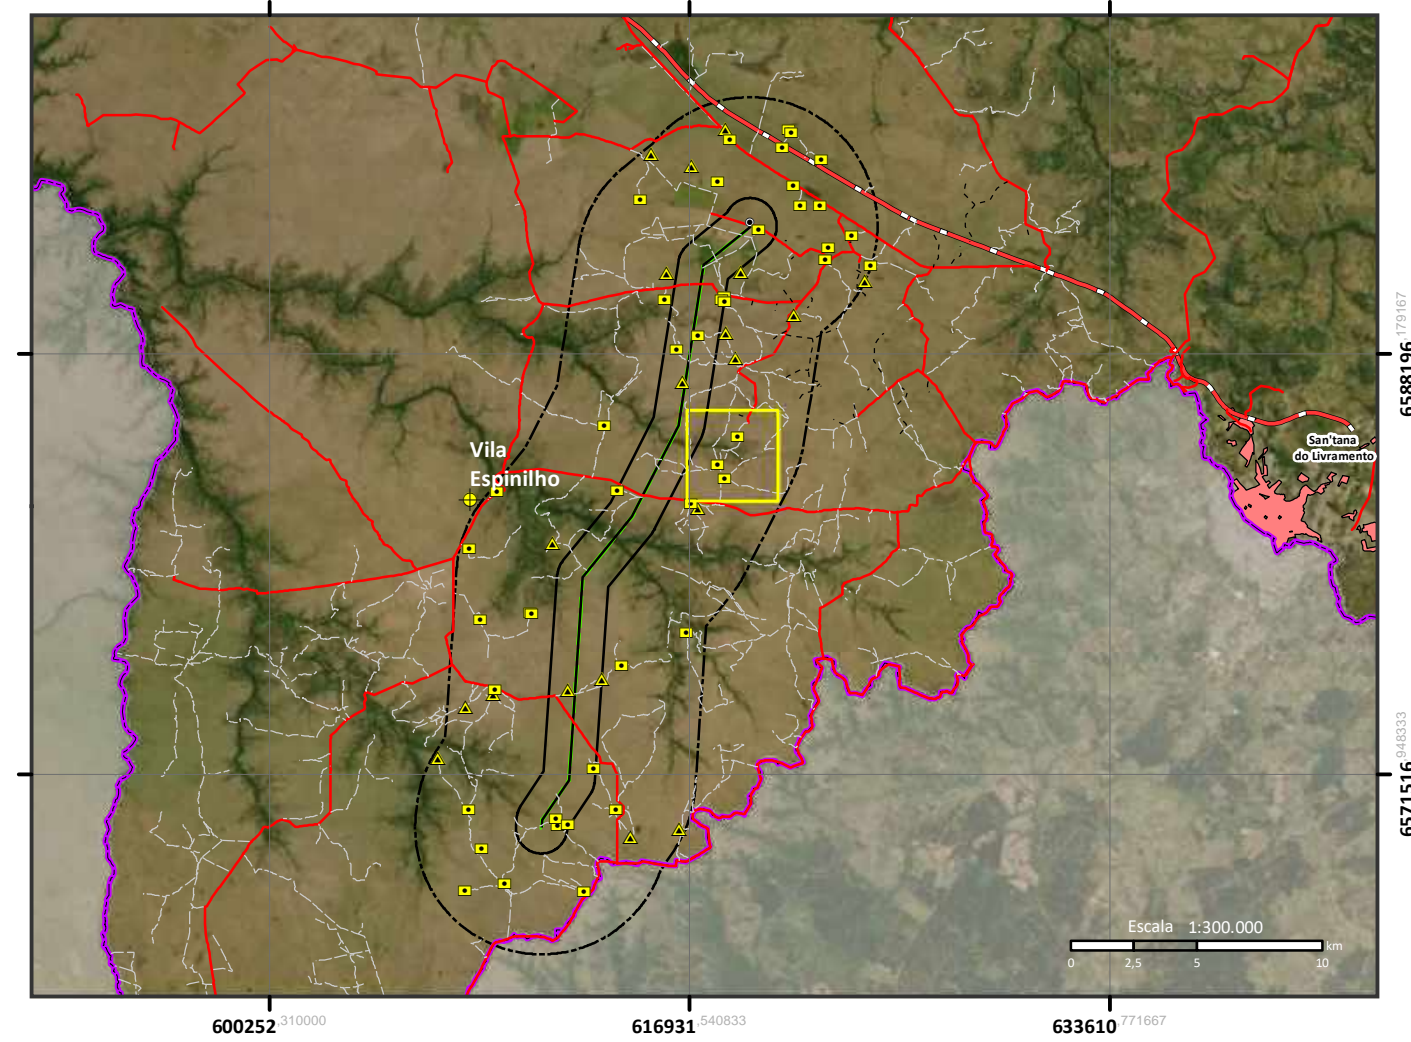 Vila
Espinilho
San'tana
do Livramento
Escala 1:300.000
km
0 2,5 5 10
6588196,179167
6571516,948333
600252,310000 616931,540833 633610,771667